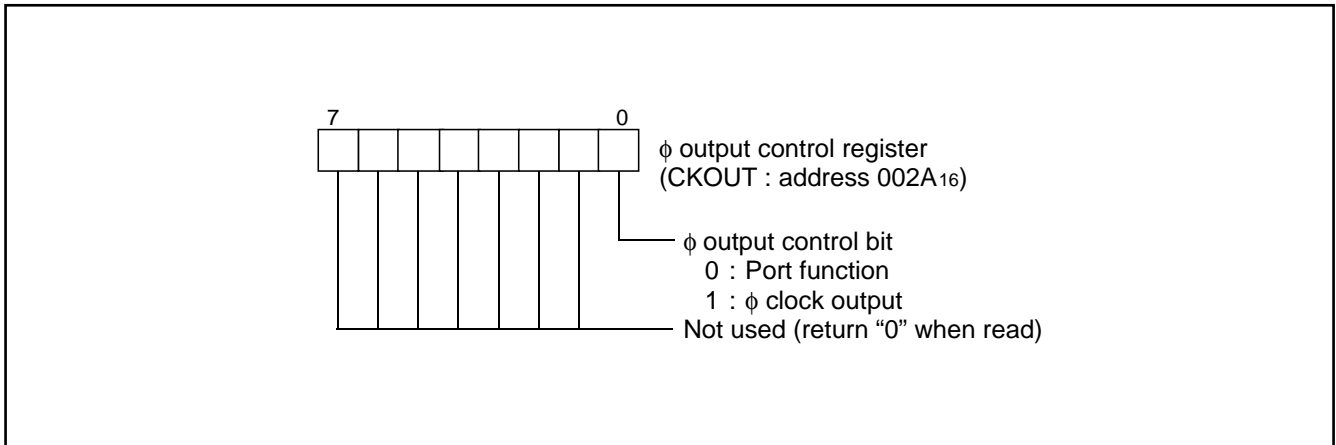 7 0
ϕ output control register
(CKOUT : address 002A16)
ϕ output control bit
0 : Port function
1 : ϕ clock output
Not used (return “0” when read)